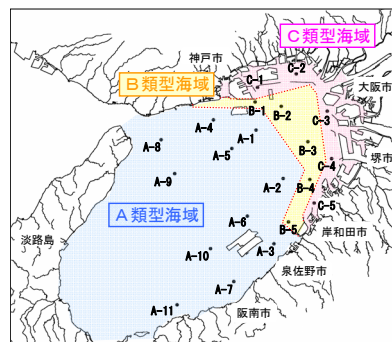 C類型海域
神戸市
C-2
C-1
大阪市
B類型海域
B-1
B-2
C-3
A-4
A-1
A-8
A-5
B-3
堺市
C-4
A-9
A-2
B-4
A類型海域
C-5
A-6
B-5
岸和田市
淡路島
A-10
A-3
泉佐野市
A-7
阪南市
A-11